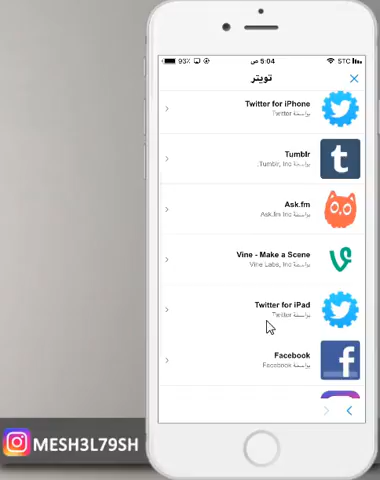 93% 5:04 ص STC
تويتر
Twitter for iPhone
بواسطة Twitter
Tumblr
بواسطة Tumblr, Inc.
Ask.fm
بواسطة Ask.fm Inc
Vine - Make a Scene
بواسطة Vine Labs, Inc
Twitter for iPad
بواسطة Twitter
Facebook
بواسطة Facebook
MESH3L79SH